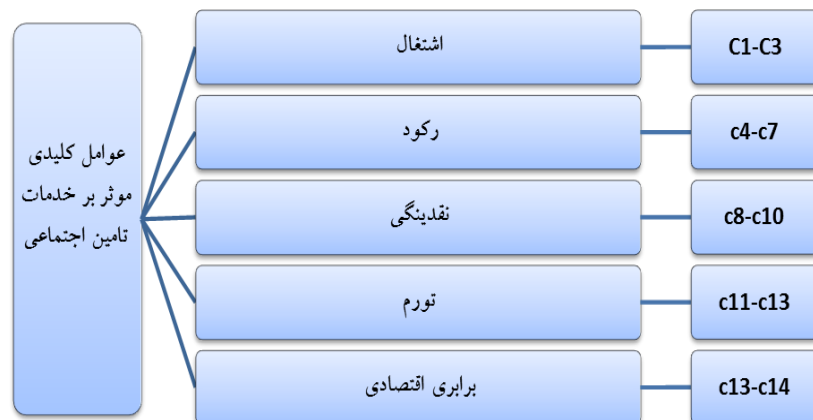 عوامل کلیدی
موثر بر خدمات
تامین اجتماعی
اشتغال
C1-C3
رکود
c4-c7
نقدینگی
c8-c10
تورم
c11-c13
برابری اقتصادی
c13-c14